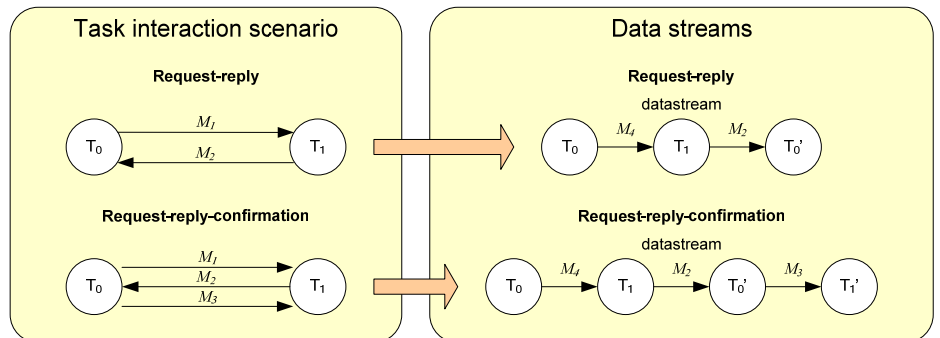 Task interaction scenario
Request-reply
M₁
T₀ T₁
M₂
Request-reply-confirmation
M₁
T₀ M₂ T₁
M₃
Data streams
Request-reply
datastream
M₄ M₂
T₀ T₁ T₀'
Request-reply-confirmation
datastream
M₄ M₂ M₃
T₀ T₁ T₀' T₁'